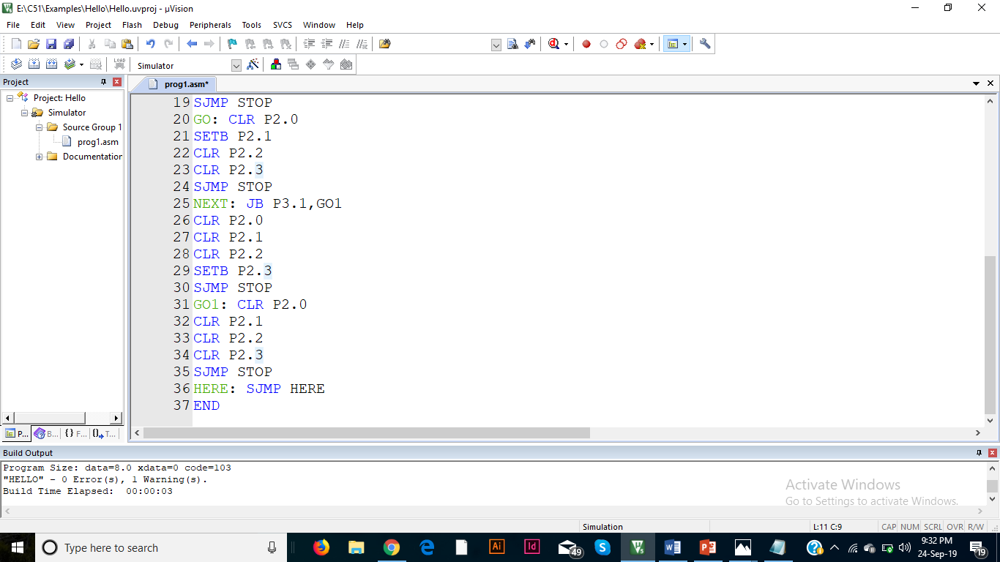 E:\C51\Examples\Hello\Hello.uvproj - µVision
File Edit View Project Flash Debug Peripherals Tools SVCS Window Help
LOAD
Simulator
Project
prog1.asm*
Project: Hello
Simulator
Source Group 1
prog1.asm
Documentation
19 SJMP STOP
20 GO: CLR P2.0
21 SETB P2.1
22 CLR P2.2
23 CLR P2.3
24 SJMP STOP
25 NEXT: JB P3.1,GO1
26 CLR P2.0
27 CLR P2.1
28 CLR P2.2
29 SETB P2.3
30 SJMP STOP
31 GO1: CLR P2.0
32 CLR P2.1
33 CLR P2.2
34 CLR P2.3
35 SJMP STOP
36 HERE: SJMP HERE
37 END
P... B... {} F... 0 T...
Build Output
Program Size: data=8.0 xdata=0 code=103
"HELLO" - 0 Error(s), 1 Warning(s).
Build Time Elapsed: 00:00:03
Activate Windows
Go to Settings to activate Windows.
Simulation L:11 C:9 CAP NUM SCRL OVR R/W
Type here to search
Ai Id 49 S W P
9:32 PM
24-Sep-19
19